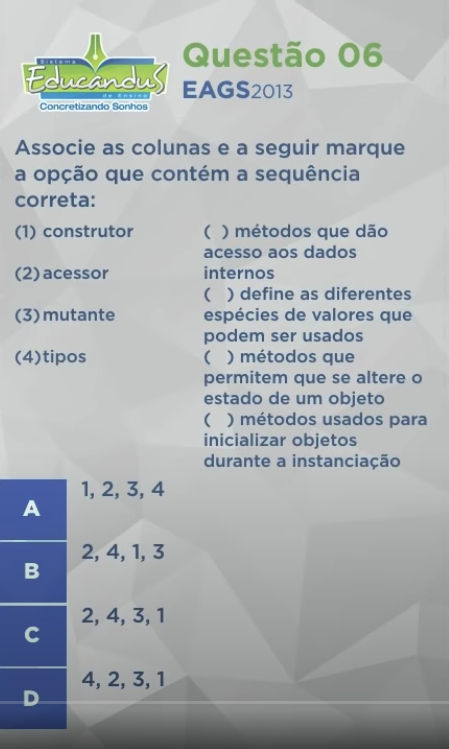 Sistema
Educandus
de Ensino
Concretizando Sonhos
Questão 06
EAGS2013
Associe as colunas e a seguir marque
a opção que contém a sequência
correta:
(1) construtor
(2) acessor
(3) mutante
(4) tipos
( ) métodos que dão
acesso aos dados
internos
( ) define as diferentes
espécies de valores que
podem ser usados
( ) métodos que
permitem que se altere o
estado de um objeto
( ) métodos usados para
inicializar objetos
durante a instanciação
A
1, 2, 3, 4
B
2, 4, 1, 3
C
2, 4, 3, 1
D
4, 2, 3, 1